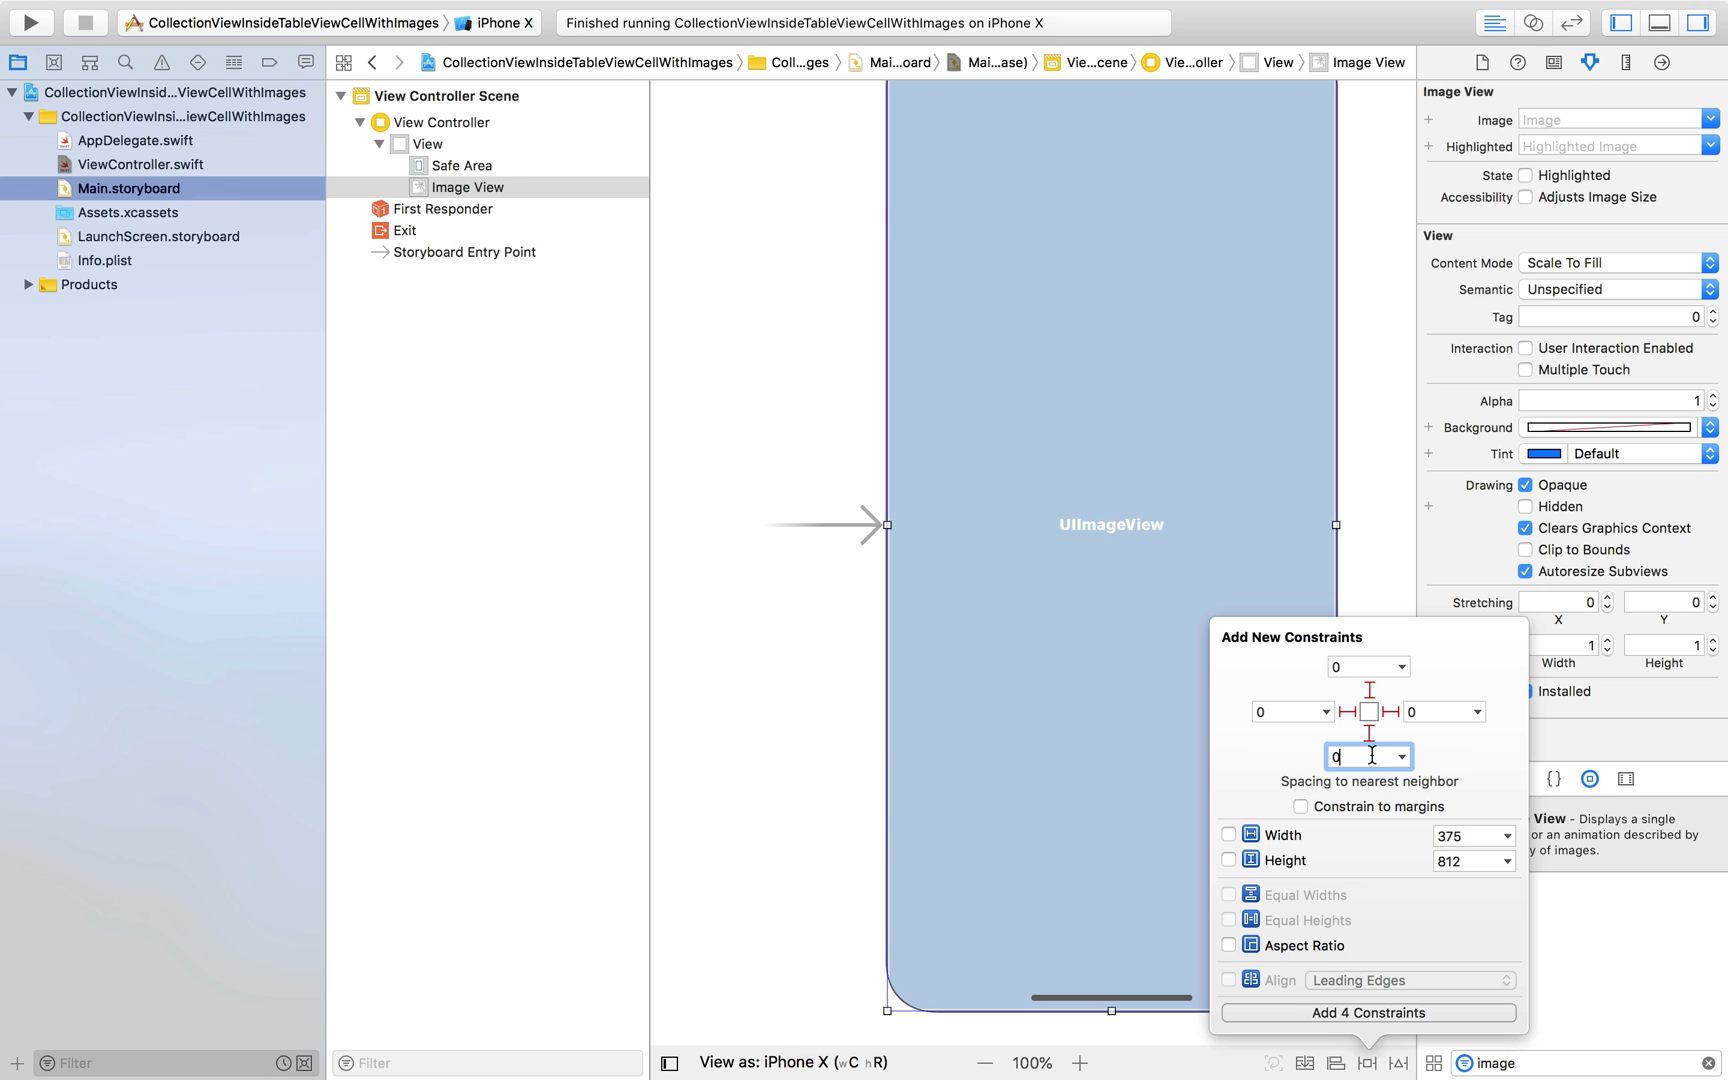 CollectionViewInsideTableViewCellWithImages
iPhone X
Finished running CollectionViewInsideTableViewCellWithImages on iPhone X
CollectionViewInsideTableViewCellWithImages
Coll...ges
Mai...oard
Mai...ase)
Vie...cene
Vie...oller
View
Image View
CollectionViewInsid...ViewCellWithImages
CollectionViewInsi...iewCellWithImages
AppDelegate.swift
ViewController.swift
Main.storyboard
Assets.xcassets
LaunchScreen.storyboard
Info.plist
Products
View Controller Scene
View Controller
View
Safe Area
Image View
First Responder
Exit
Storyboard Entry Point
UIImageView
Image View
Image Image
Highlighted Highlighted Image
State Highlighted
Accessibility Adjusts Image Size
View
Content Mode Scale To Fill
Semantic Unspecified
Tag 0
Interaction User Interaction Enabled
Multiple Touch
Alpha 1
Background
Tint Default
Drawing Opaque
Hidden
Clears Graphics Context
Clip to Bounds
Autoresize Subviews
Stretching 0 0
X Y
1 1
Width Height
Installed
Add New Constraints
0
0 0
0
Spacing to nearest neighbor
Constrain to margins
Width 375
Height 812
Equal Widths
Equal Heights
Aspect Ratio
Align Leading Edges
Add 4 Constraints
View - Displays a single
or an animation described by
y of images.
Filter
Filter
View as: iPhone X (wC hR)
100%
image